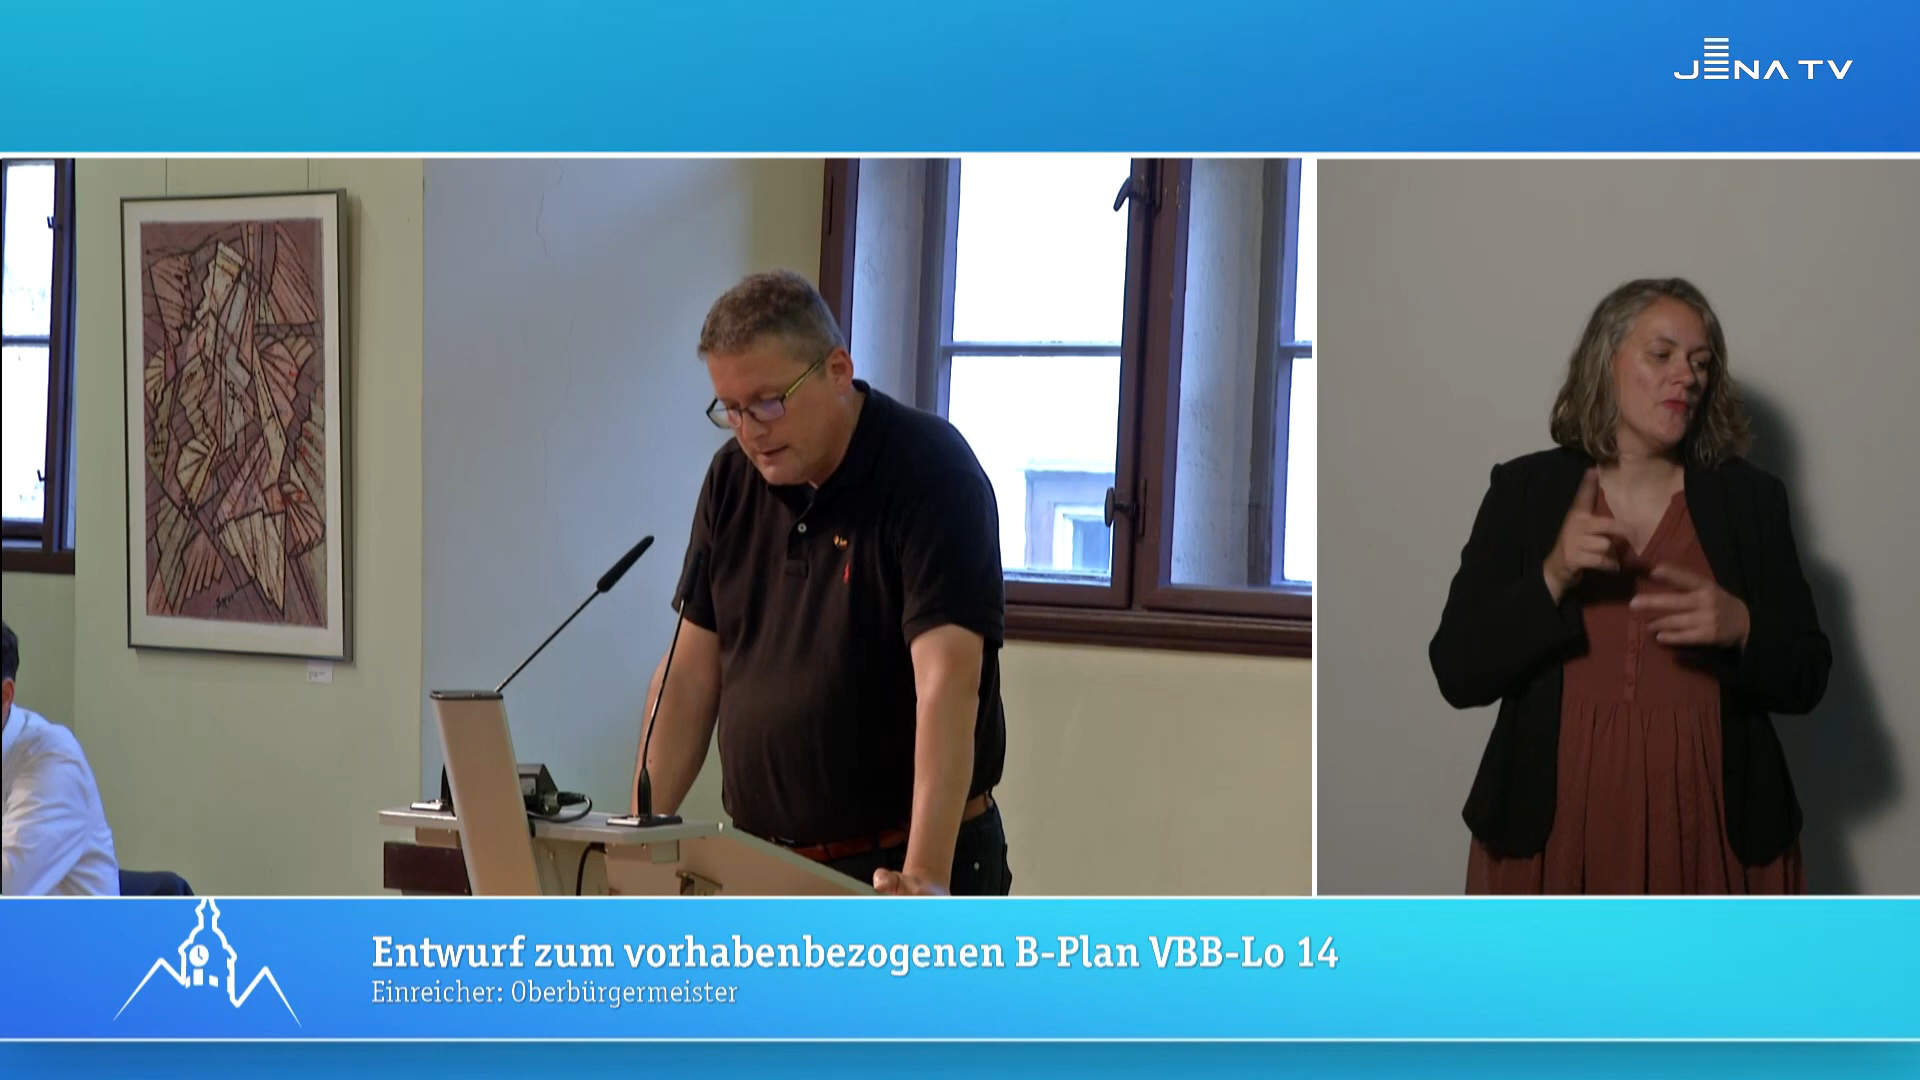 JENA TV
Entwurf zum vorhabenbezogenen B-Plan VBB-Lo 14
Einreicher: Oberbürgermeister